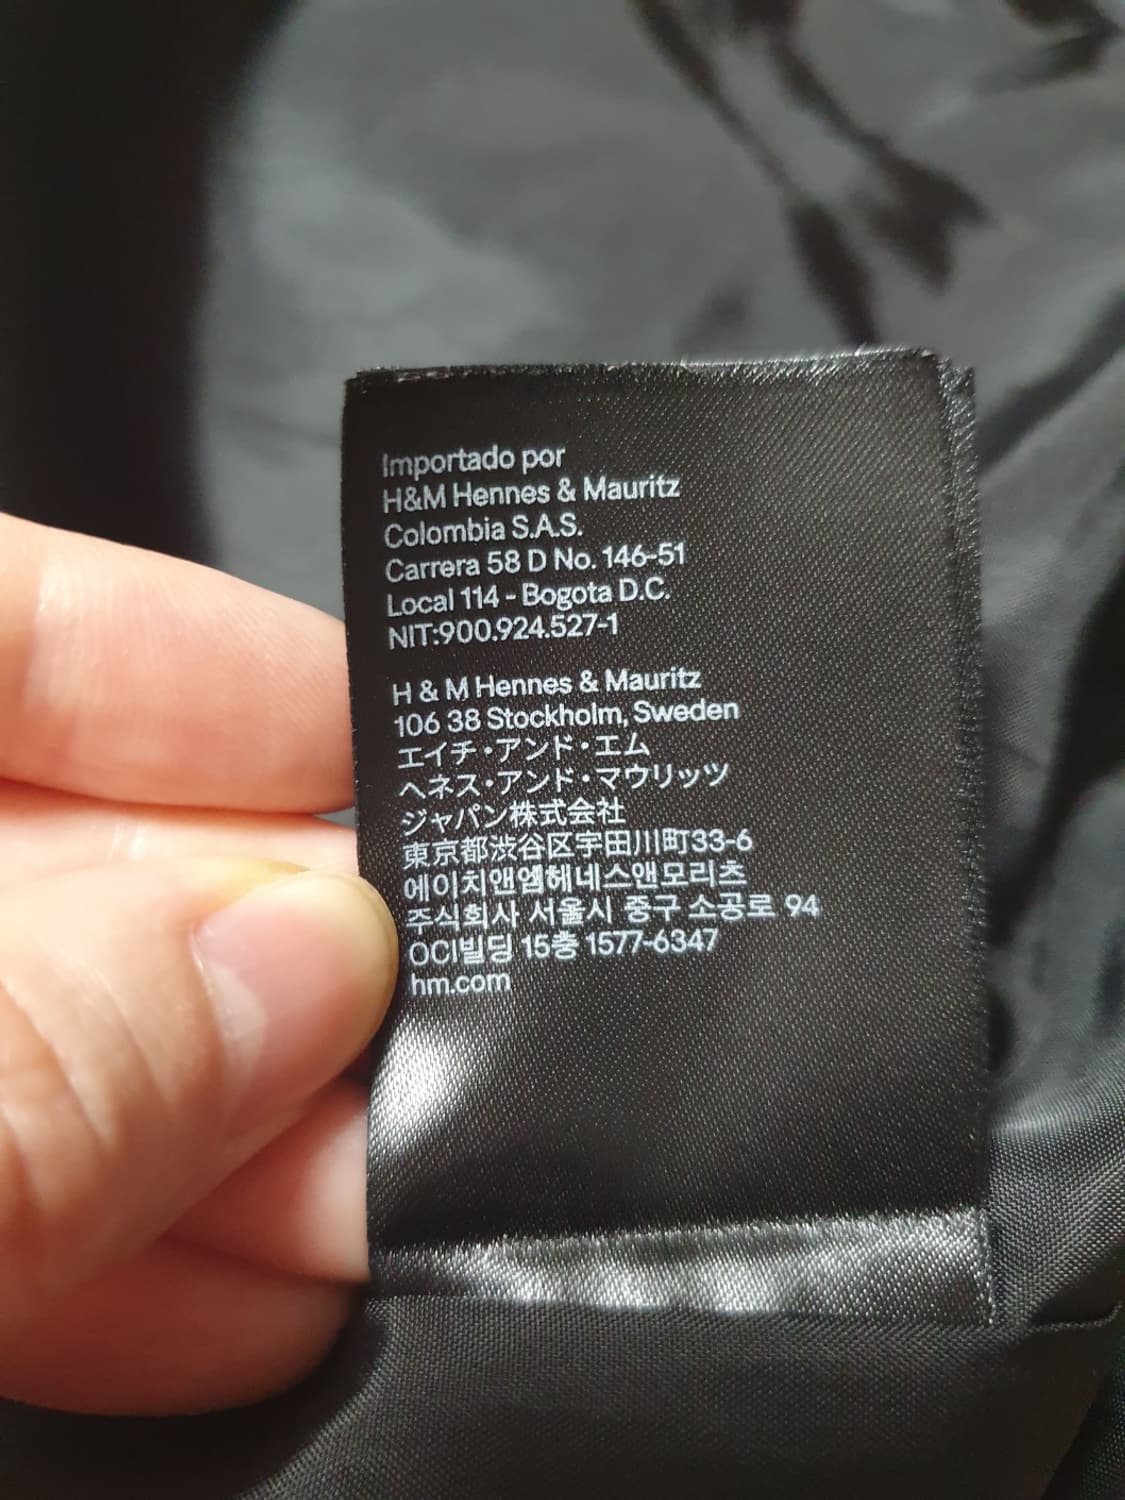 Importado por
H&M Hennes & Mauritz
Colombia S.A.S.
Carrera 58 D No. 146-51
Local 114 - Bogota D.C.
NIT:900.924.527-1
H & M Hennes & Mauritz
106 38 Stockholm, Sweden
エイチ・アンド・エム
ヘネス・アンド・マウリッツ
ジャパン株式会社
東京都渋谷区宇田川町33-6
에이치앤엠헤네스앤모리츠
주식회사 서울시 중구 소공로 94
OCI빌딩 15층 1577-6347
hm.com